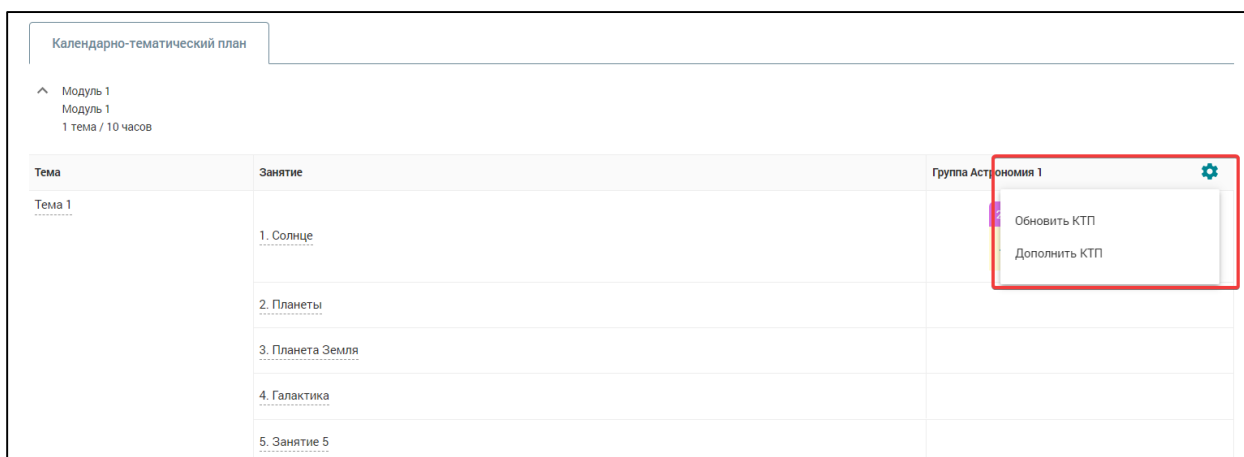 Календарно-тематический план
Модуль 1
Модуль 1
1 тема / 10 часов
Тема Занятие Группа Астрономия 1
Тема 1
1. Солнце
Обновить КТП
Дополнить КТП
2. Планеты
3. Планета Земля
4. Галактика
5. Занятие 5